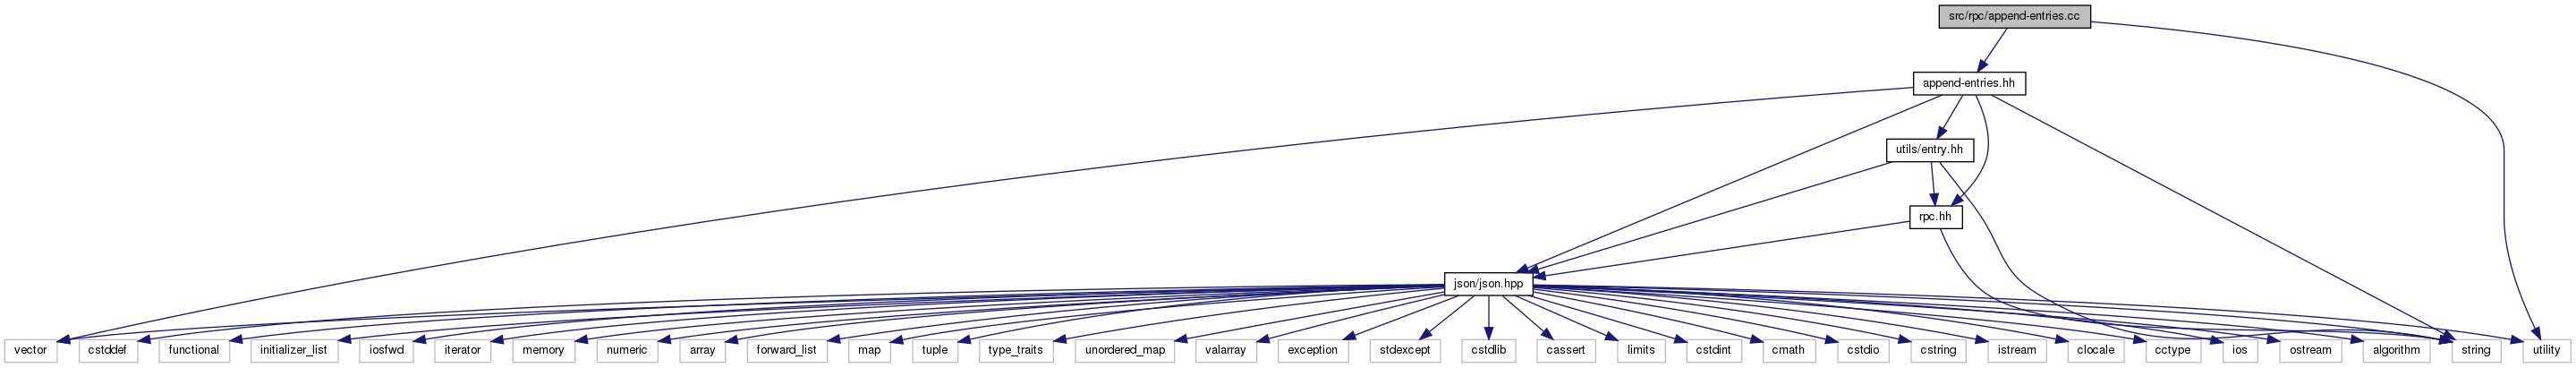 src/rpc/append-entries.cc
append-entries.hh
utils/entry.hh
rpc.hh
json/json.hpp
vector
cstddef
functional
initializer_list
iosfwd
iterator
memory
numeric
array
forward_list
map
tuple
type_traits
unordered_map
valarray
exception
stdexcept
cstdlib
cassert
limits
cstdint
cmath
cstdio
cstring
istream
clocale
cctype
ios
ostream
algorithm
string
utility